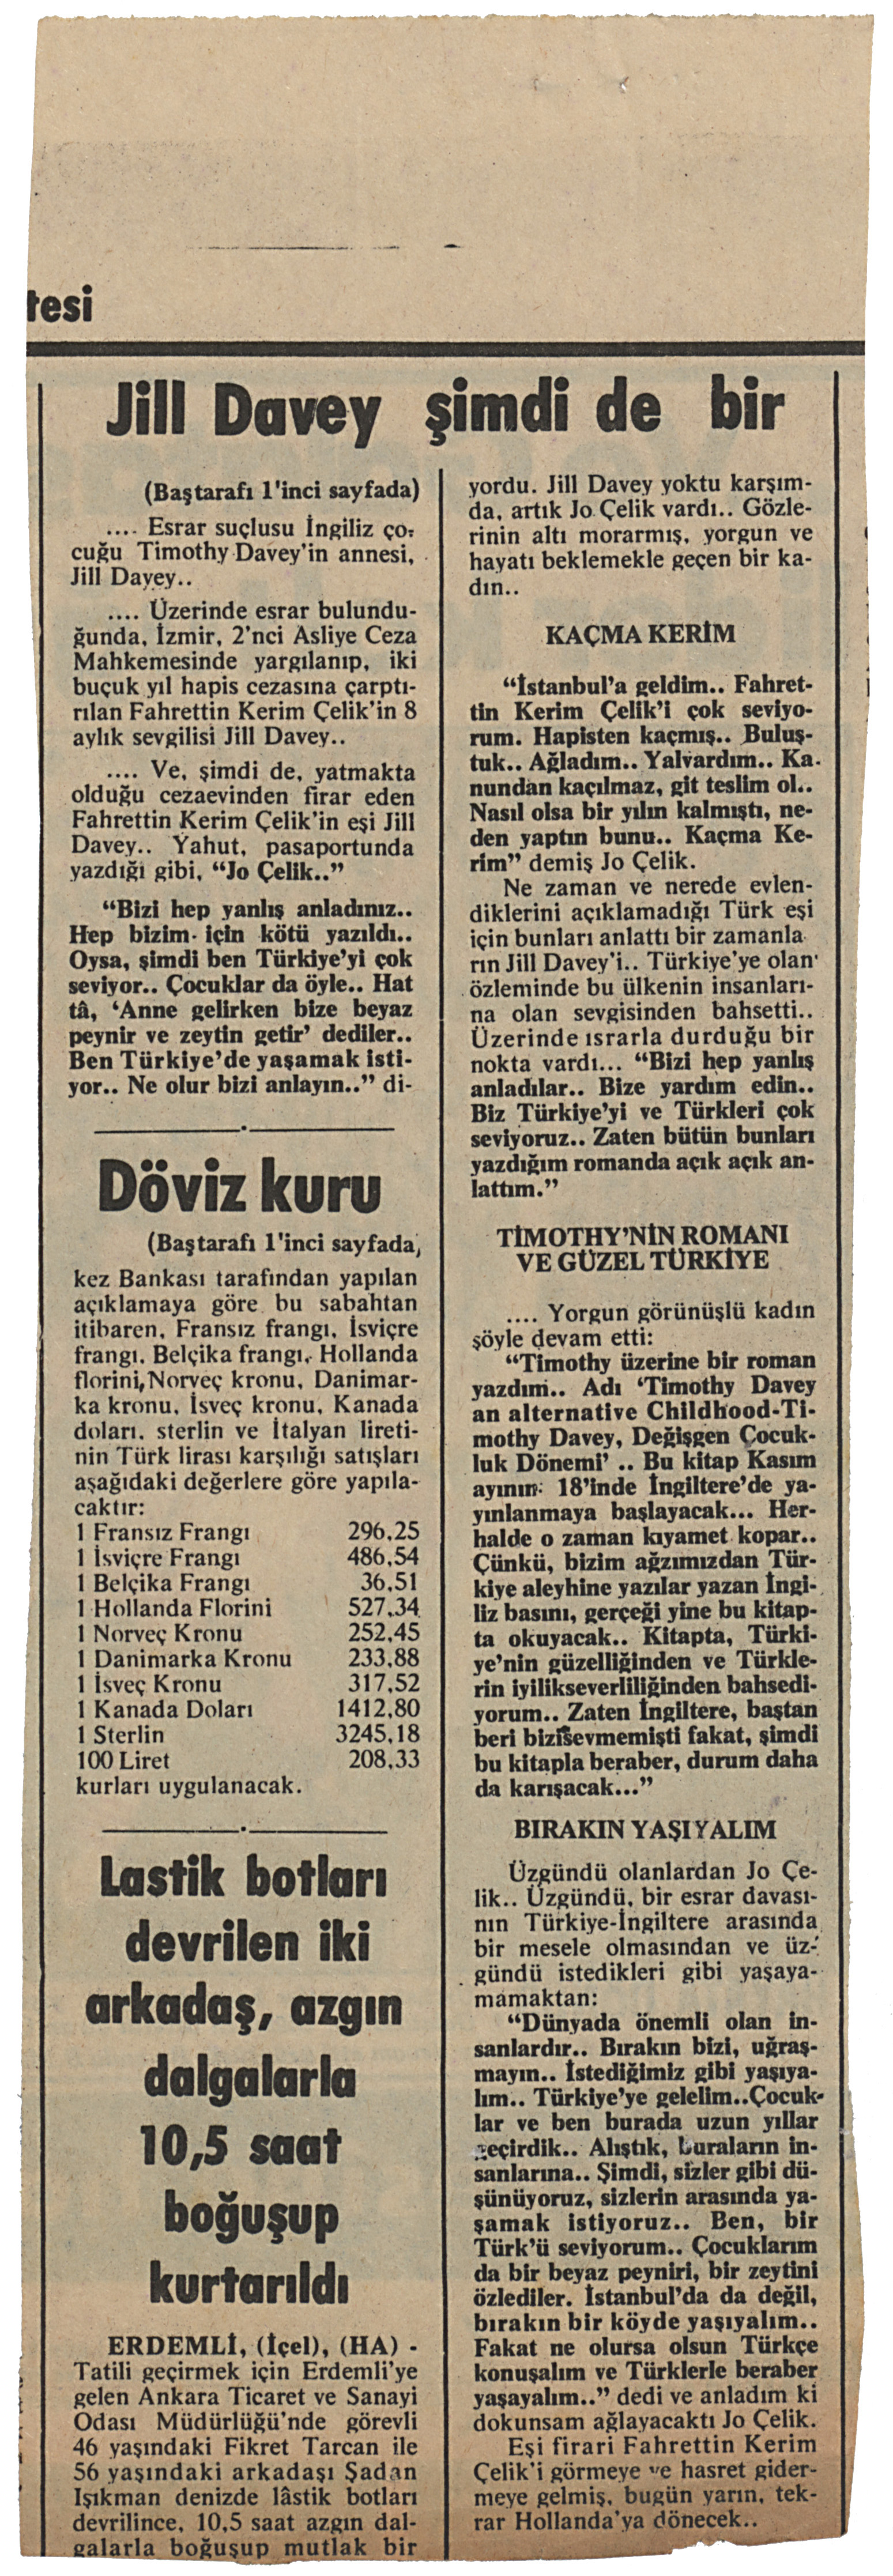 tesi
Jill Davey şimdi de bir
(Baştarafı 1'inci sayfada)
.... Esrar suçlusu İngiliz ço-
cuğu Timothy Davey'in annesi,
Jill Davey..
.... Üzerinde esrar bulundu-
ğunda, İzmir, 2'nci Asliye Ceza
Mahkemesinde yargılanıp, iki
buçuk yıl hapis cezasına çarptı-
rılan Fahrettin Kerim Çelik'in 8
aylık sevgilisi Jill Davey..
.... Ve, şimdi de, yatmakta
olduğu cezaevinden firar eden
Fahrettin Kerim Çelik'in eşi Jill
Davey.. Yahut, pasaportunda
yazdığı gibi, “Jo Çelik..”
“Bizi hep yanlış anladınız..
Hep bizim için kötü yazıldı..
Oysa, şimdi ben Türkiye'yi çok
seviyor.. Çocuklar da öyle.. Hat
tâ, ‘Anne gelirken bize beyaz
peynir ve zeytin getir’ dediler..
Ben Türkiye'de yaşamak isti-
yor.. Ne olur bizi anlayın..” di-
yordu. Jill Davey yoktu karşım-
da, artık Jo Çelik vardı.. Gözle-
rinin altı morarmış, yorgun ve
hayatı beklemekle geçen bir ka-
dın..
KAÇMA KERİM
“İstanbul'a geldim.. Fahret-
tin Kerim Çelik'i çok seviyo-
rum. Hapisten kaçmış.. Buluş-
tuk.. Ağladım.. Yalvardım.. Ka-
nundan kaçılmaz, git teslim ol..
Nasıl olsa bir yılın kalmıştı, ne-
den yaptın bunu.. Kaçma Ke-
rim” demiş Jo Çelik.
Ne zaman ve nerede evlen-
diklerini açıklamadığı Türk eşi
için bunları anlattı bir zamanla
rın Jill Davey'i.. Türkiye'ye olan
özleminde bu ülkenin insanları-
na olan sevgisinden bahsetti..
Üzerinde ısrarla durduğu bir
nokta vardı... “Bizi hep yanlış
anladılar.. Bize yardım edin..
Biz Türkiye'yi ve Türkleri çok
seviyoruz.. Zaten bütün bunları
yazdığım romanda açık açık an-
lattım.”
TİMOTHY'NİN ROMANI
VE GÜZEL TÜRKİYE
.... Yorgun görünüşlü kadın
şöyle devam etti:
“Timothy üzerine bir roman
yazdım.. Adı ‘Timothy Davey
an alternative Childhood-Ti-
mothy Davey, Değişgen Çocuk-
luk Dönemi’ .. Bu kitap Kasım
ayının 18'inde İngiltere'de ya-
yınlanmaya başlayacak... Her-
halde o zaman kıyamet kopar..
Çünkü, bizim ağzımızdan Tür-
kiye aleyhine yazılar yazan İngi-
liz basını, gerçeği yine bu kitap-
ta okuyacak.. Kitapta, Türki-
ye'nin güzelliğinden ve Türkle-
rin iyilikseverliliğinden bahsedi-
yorum.. Zaten İngiltere, baştan
beri bizi sevmemişti fakat, şimdi
bu kitapla beraber, durum daha
da karışacak...”
BIRAKIN YAŞIYALIM
Üzgündü olanlardan Jo Çe-
lik.. Üzgündü, bir esrar davası-
nın Türkiye-İngiltere arasında
bir mesele olmasından ve üz-
gündü istedikleri gibi yaşaya-
mamaktan:
“Dünyada önemli olan in-
sanlardır.. Bırakın bizi, uğraş-
mayın.. İstediğimiz gibi yaşıya-
lım.. Türkiye'ye gelelim..Çocuk-
lar ve ben burada uzun yıllar
geçirdik.. Alıştık, buraların in-
sanlarına.. Şimdi, sizler gibi dü-
şünüyoruz, sizlerin arasında ya-
şamak istiyoruz.. Ben, bir
Türk'ü seviyorum.. Çocuklarım
da bir beyaz peyniri, bir zeytini
özlediler. İstanbul'da da değil,
bırakın bir köyde yaşıyalım..
Fakat ne olursa olsun Türkçe
konuşalım ve Türklerle beraber
yaşayalım..” dedi ve anladım ki
dokunsam ağlayacaktı Jo Çelik.
Eşi firari Fahrettin Kerim
Çelik'i görmeye ve hasret gider-
meye gelmiş, bugün yarın, tek-
rar Hollanda'ya dönecek..
Döviz kuru
(Baştarafı 1'inci sayfada)
kez Bankası tarafından yapılan
açıklamaya göre bu sabahtan
itibaren, Fransız frangı, İsviçre
frangı, Belçika frangı, Hollanda
florini, Norveç kronu, Danimar-
ka kronu, İsveç kronu, Kanada
doları, sterlin ve İtalyan lireti-
nin Türk lirası karşılığı satışları
aşağıdaki değerlere göre yapıla-
caktır:
1 Fransız Frangı 296,25
1 İsviçre Frangı 486,54
1 Belçika Frangı 36,51
1 Hollanda Florini 527,34
1 Norveç Kronu 252,45
1 Danimarka Kronu 233,88
1 İsveç Kronu 317,52
1 Kanada Doları 1412,80
1 Sterlin 3245,18
100 Liret 208,33
kurları uygulanacak.
Lastik botları
devrilen iki
arkadaş, azgın
dalgalarla
10,5 saat
boğuşup
kurtarıldı
ERDEMLİ, (İçel), (HA) -
Tatili geçirmek için Erdemli'ye
gelen Ankara Ticaret ve Sanayi
Odası Müdürlüğü'nde görevli
46 yaşındaki Fikret Tarcan ile
56 yaşındaki arkadaşı Şadan
Işıkman denizde lâstik botları
devrilince, 10,5 saat azgın dal-
galarla boğuşup mutlak bir